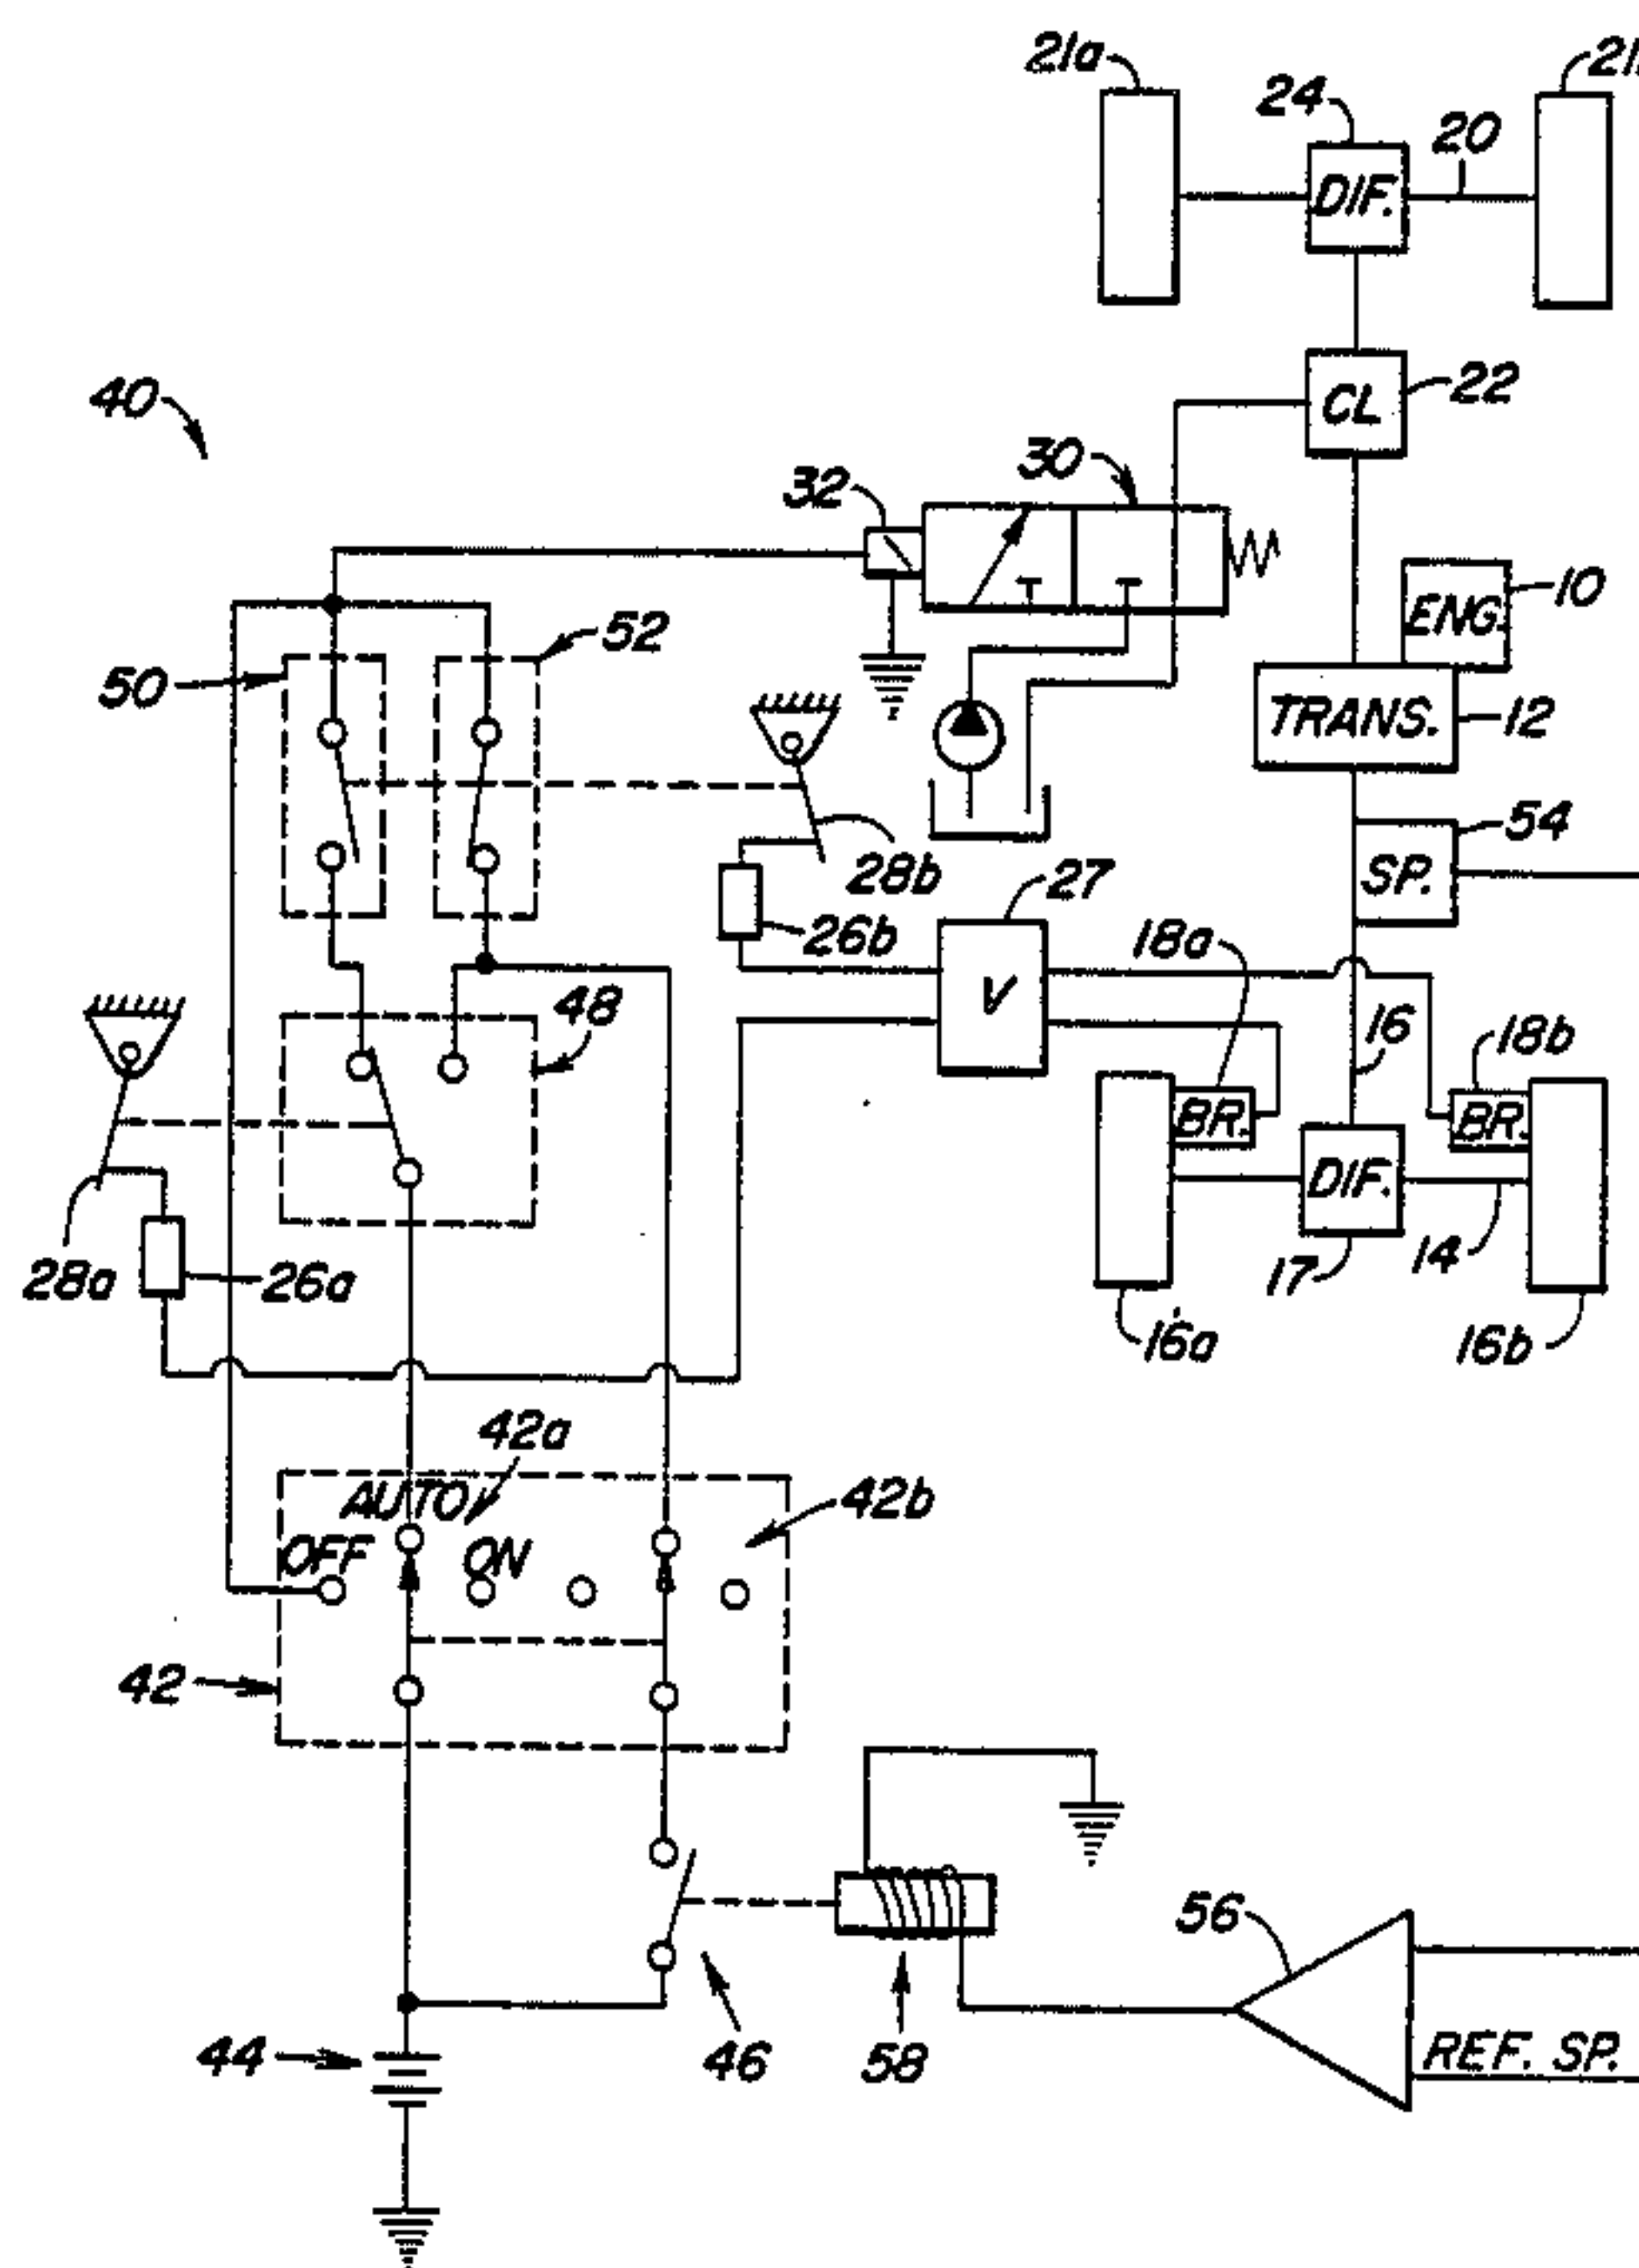 21a
24
DIF.
20
22
CL
40
32
30
10
ENG.
52
50
TRANS.
12
54
SP.
28b
27
26b
18a
V
48
16
18b
BR.
BR.
DIF.
28a
26a
17
14
16a
16b
42a
AUTO
42b
OFF
ON
42
56
44
46
58
REF. SP.